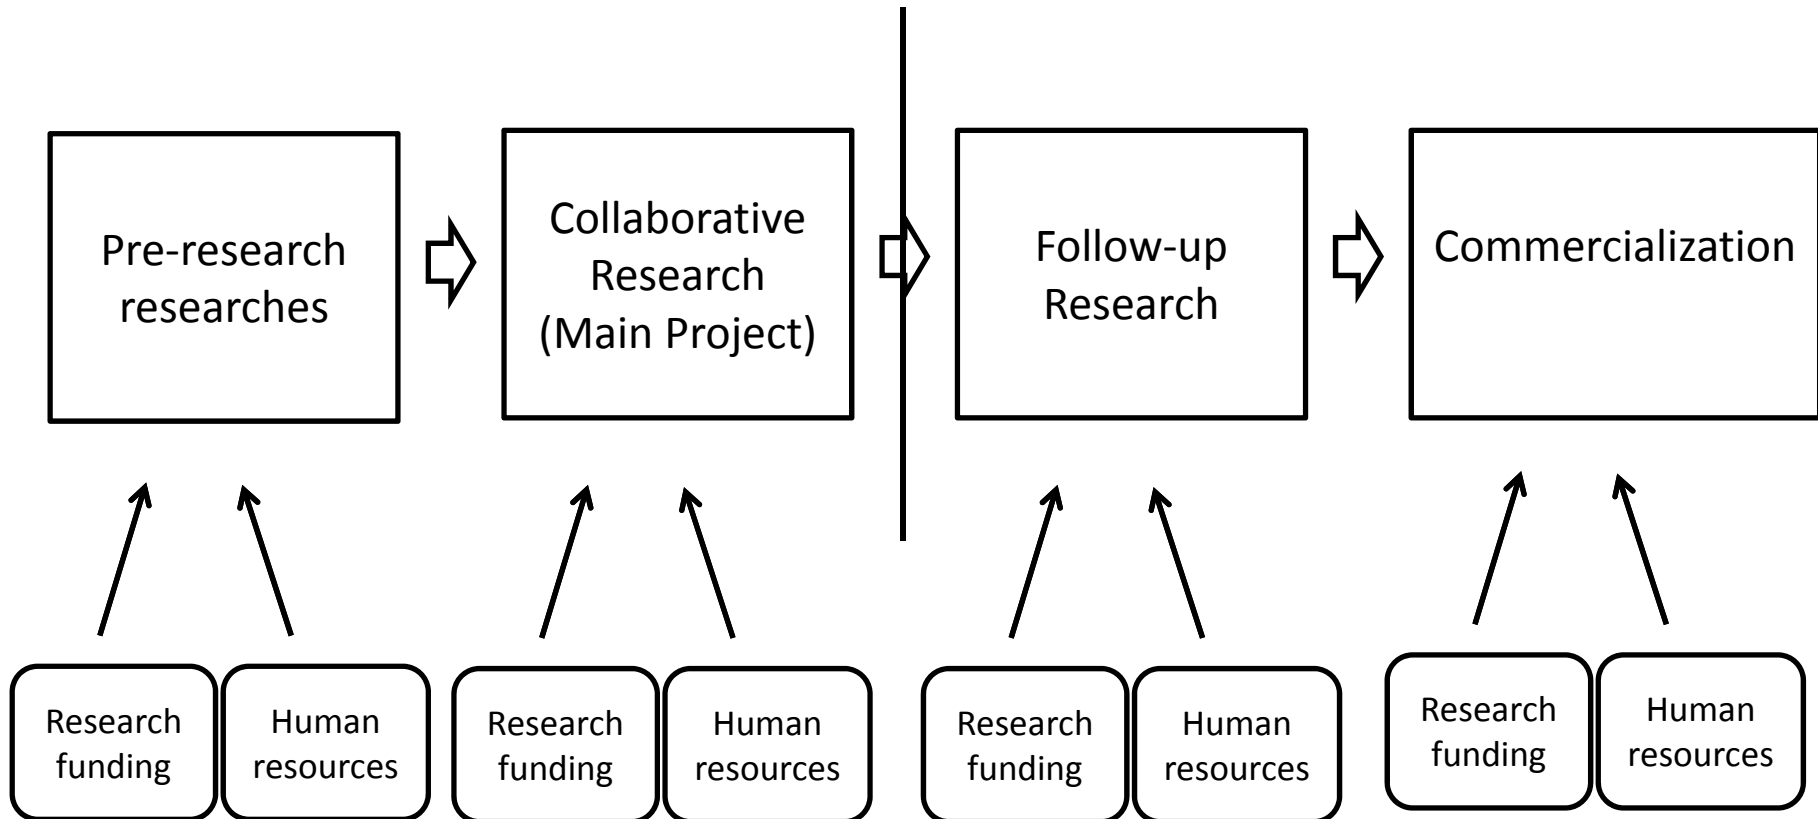 Pre-research
researches
Collaborative
Research
(Main Project)
Follow-up
Research
Commercialization
Research
funding
Human
resources
Research
funding
Human
resources
Research
funding
Human
resources
Research
funding
Human
resources